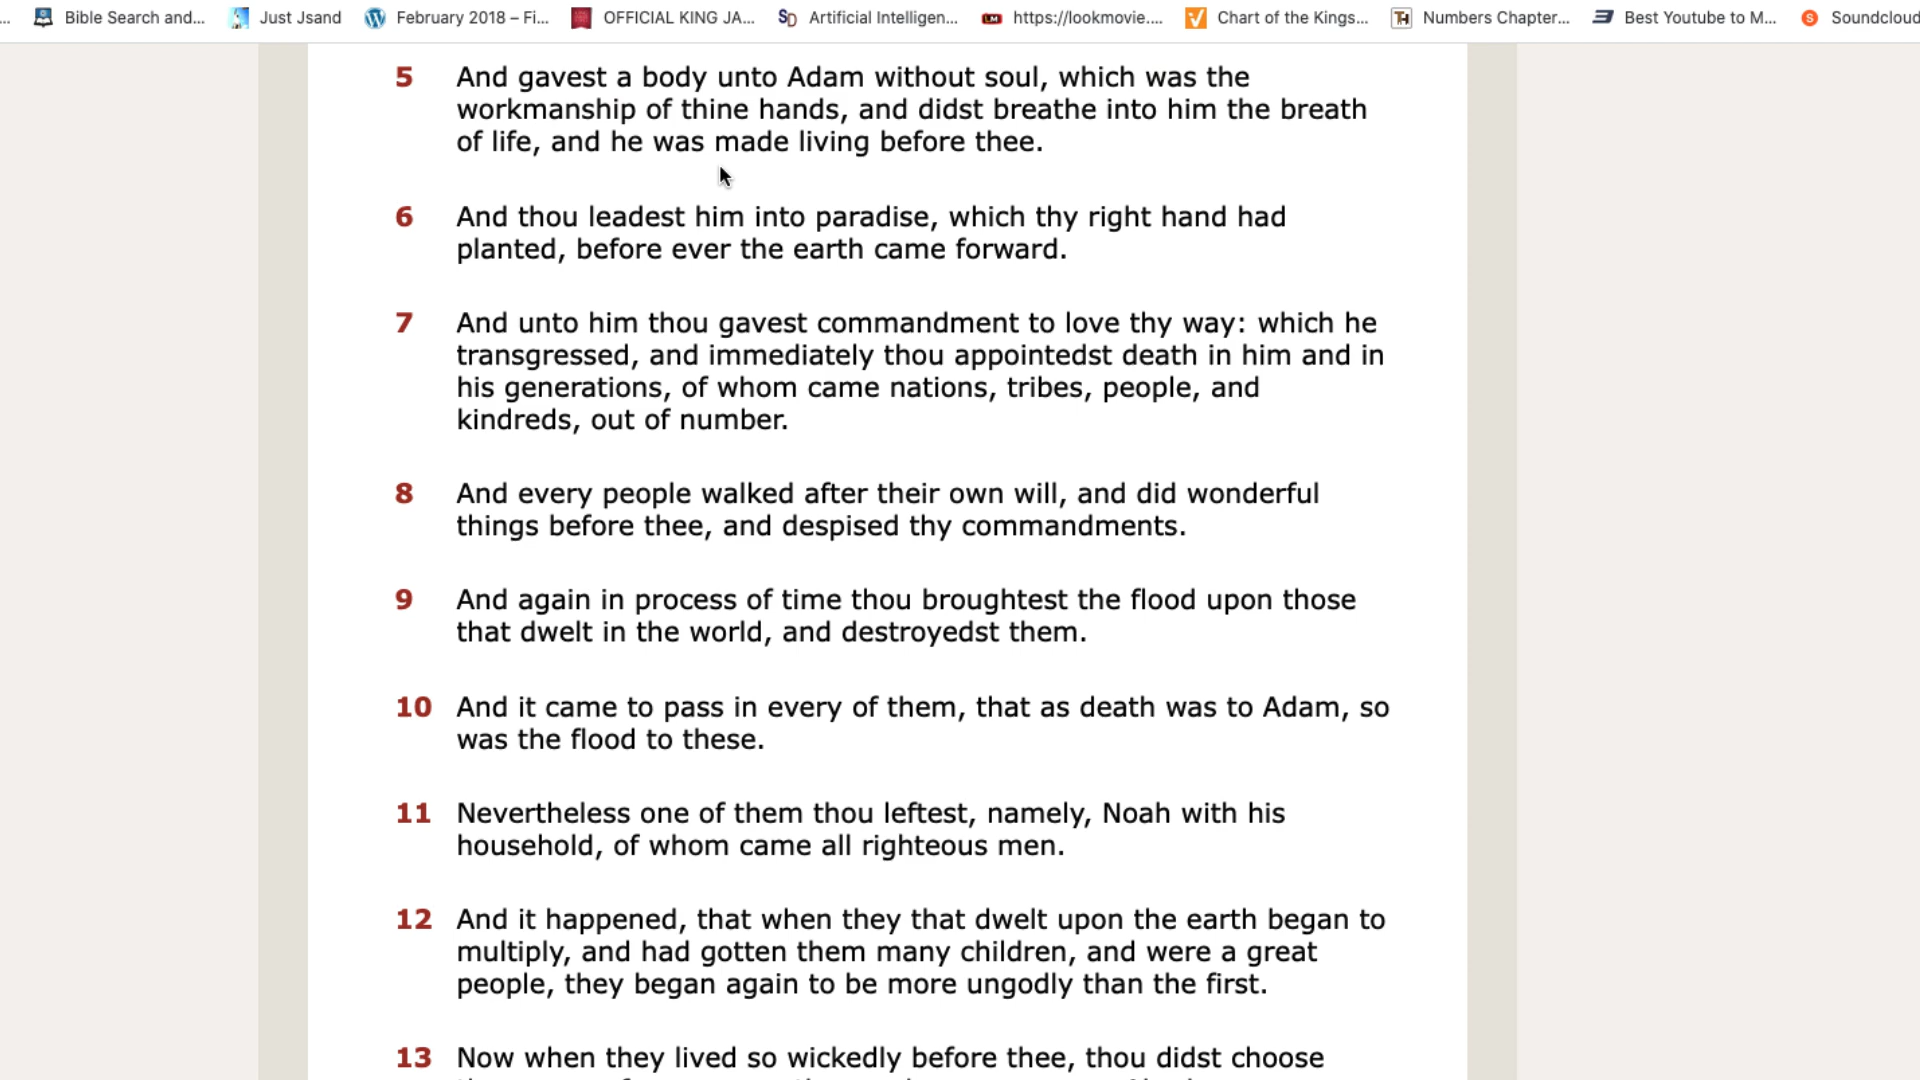 Bible Search and... Just Jsand February 2018 – Fi... OFFICIAL KING JA... Artificial Intelligen... https://lookmovie.... Chart of the Kings... Numbers Chapter... Best Youtube to M... Soundcloud
5 And gavest a body unto Adam without soul, which was the
workmanship of thine hands, and didst breathe into him the breath
of life, and he was made living before thee.
6 And thou leadest him into paradise, which thy right hand had
planted, before ever the earth came forward.
7 And unto him thou gavest commandment to love thy way: which he
transgressed, and immediately thou appointedst death in him and in
his generations, of whom came nations, tribes, people, and
kindreds, out of number.
8 And every people walked after their own will, and did wonderful
things before thee, and despised thy commandments.
9 And again in process of time thou broughtest the flood upon those
that dwelt in the world, and destroyedst them.
10 And it came to pass in every of them, that as death was to Adam, so
was the flood to these.
11 Nevertheless one of them thou leftest, namely, Noah with his
household, of whom came all righteous men.
12 And it happened, that when they that dwelt upon the earth began to
multiply, and had gotten them many children, and were a great
people, they began again to be more ungodly than the first.
13 Now when they lived so wickedly before thee, thou didst choose